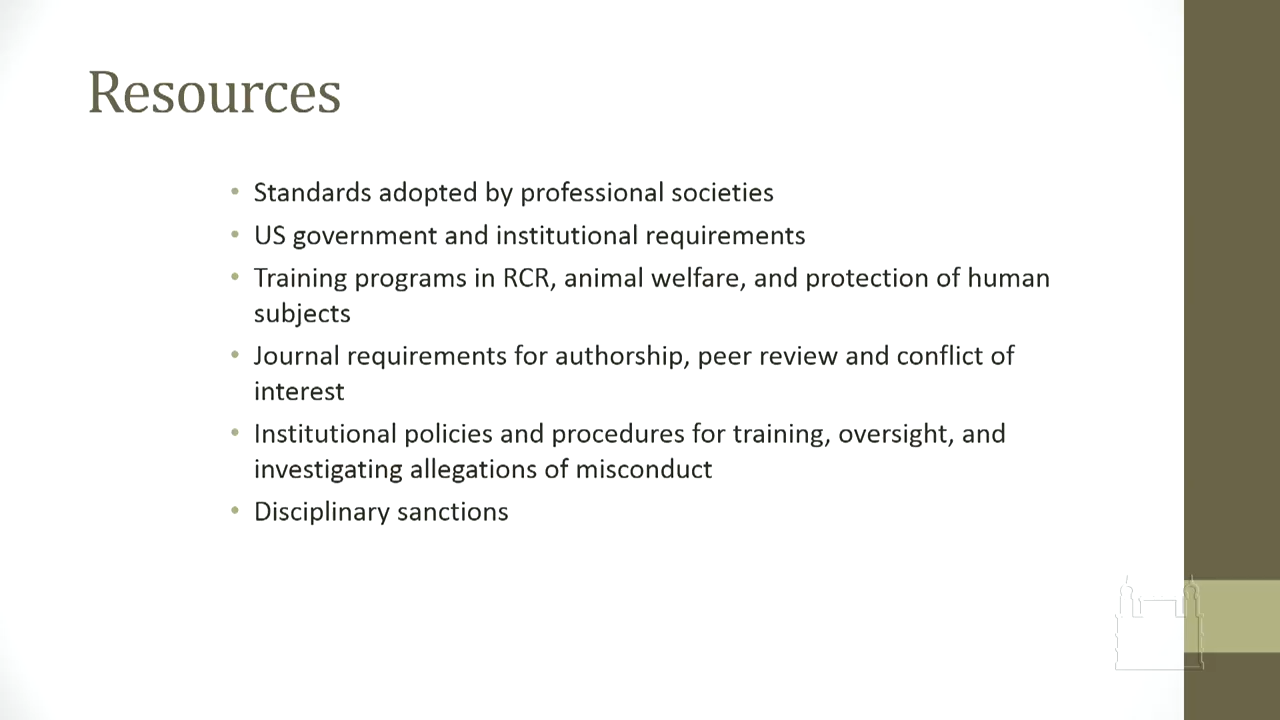 Resources
• Standards adopted by professional societies
• US government and institutional requirements
• Training programs in RCR, animal welfare, and protection of human
subjects
• Journal requirements for authorship, peer review and conflict of
interest
• Institutional policies and procedures for training, oversight, and
investigating allegations of misconduct
• Disciplinary sanctions